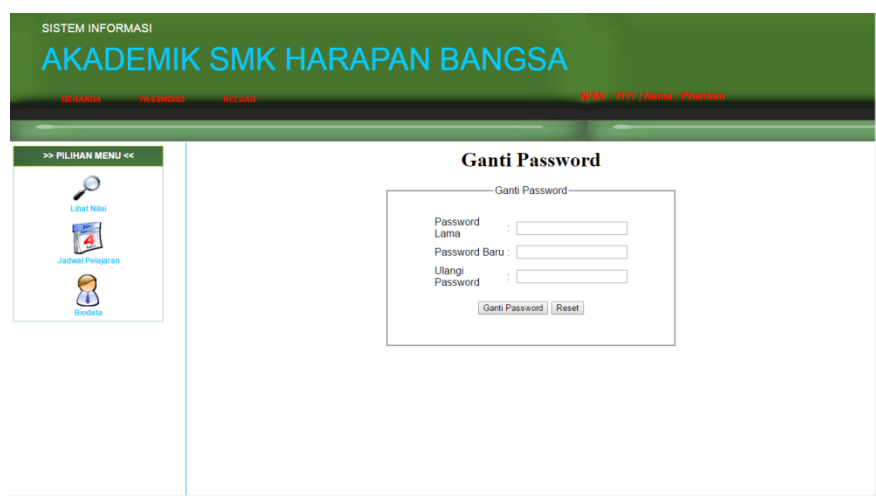 SISTEM INFORMASI
AKADEMIK SMK HARAPAN BANGSA
BERANDA PASSWORD KELUAR NISN : 1111 | Nama : Phantom
>> PILIHAN MENU <<
Lihat Nilai
Jadwal Pelajaran
Biodata
Ganti Password
Ganti Password
Password
Lama :
Password Baru :
Ulangi
Password :
Ganti Password Reset